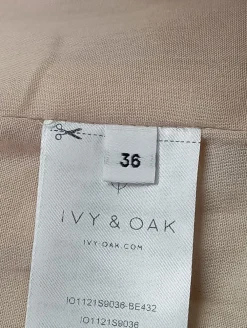 36
IVY & OAK
IVY-OAK.COM
IO1121S9036-BE432
IO1121S9036